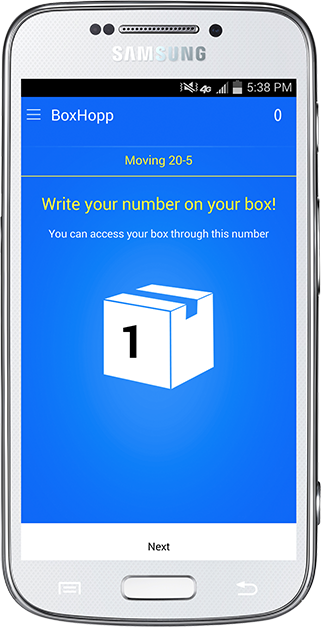 SAMSUNG
4G 5:38 PM
BoxHopp 0
Moving 20-5
Write your number on your box!
You can access your box through this number
1
Next